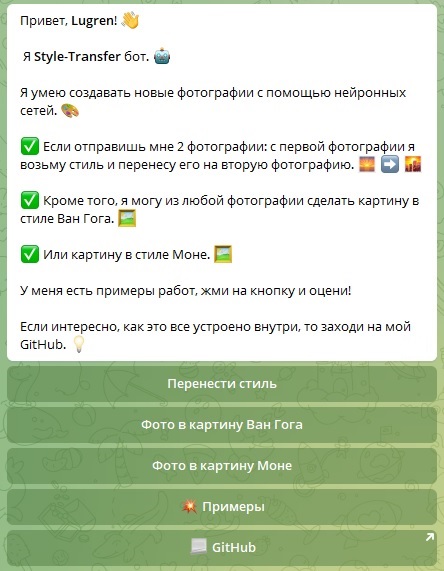 Привет, Lugren! 👋
Я Style-Transfer бот. 🤖
Я умею создавать новые фотографии с помощью нейронных
сетей. 🎨
✅ Если отправишь мне 2 фотографии: с первой фотографии я
возьму стиль и перенесу его на вторую фотографию. 🌅 ➡️ 🌇
✅ Кроме того, я могу из любой фотографии сделать картину в
стиле Ван Гога. 🖼️
✅ Или картину в стиле Моне. 🖼️
У меня есть примеры работ, жми на кнопку и оцени!
Если интересно, как это все устроено внутри, то заходи на мой
GitHub. 💡
Перенести стиль
Фото в картину Ван Гога
Фото в картину Моне
💥 Примеры
📃 GitHub